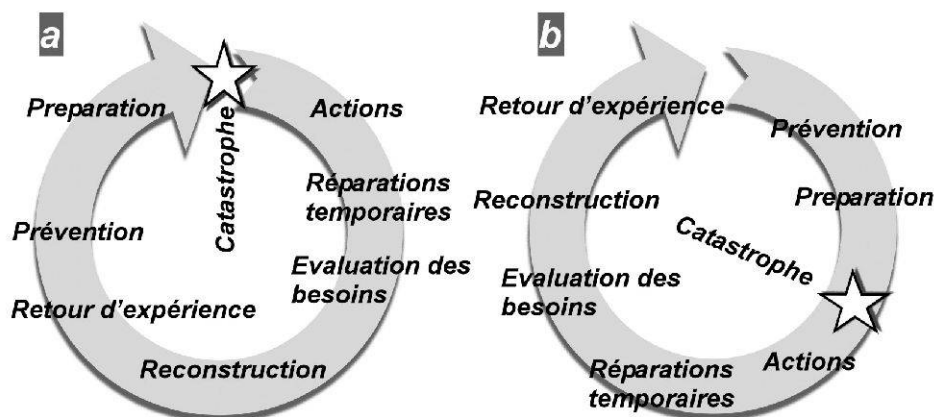 a
Preparation
Actions
Catastrophe
Réparations
temporaires
Prévention
Evaluation des
besoins
Retour d'expérience
Reconstruction
b
Retour d'expérience
Prévention
Reconstruction
Preparation
Catastrophe
Evaluation des
besoins
Actions
Réparations
temporaires